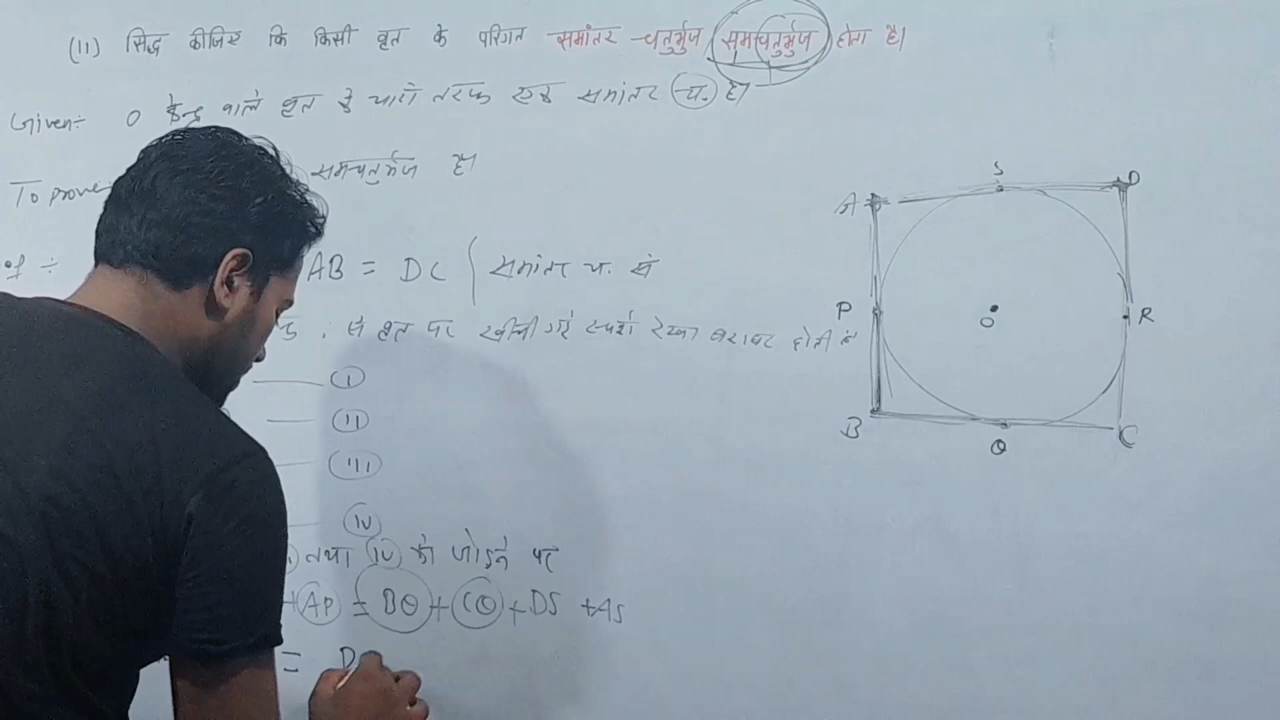 (11) सिद्ध कीजिए कि किसी वृत के परिगत समांतर चतुर्भुज समचतुर्भुज होता है।
Given:- O केन्द्र वाले वृत के चारो तरफ एक समांतर च. है।
To prove समचतुर्भुज है।
AB = DC समांतर च. से
से वृत पर खींची गई स्पर्श रेखा बराबर होती है
(i)
(ii)
(iii)
(iv)
तथा (iv) को जोड़ने पर
+AP = BQ + CQ + DS + AS
=
A S D
P O R
B Q C